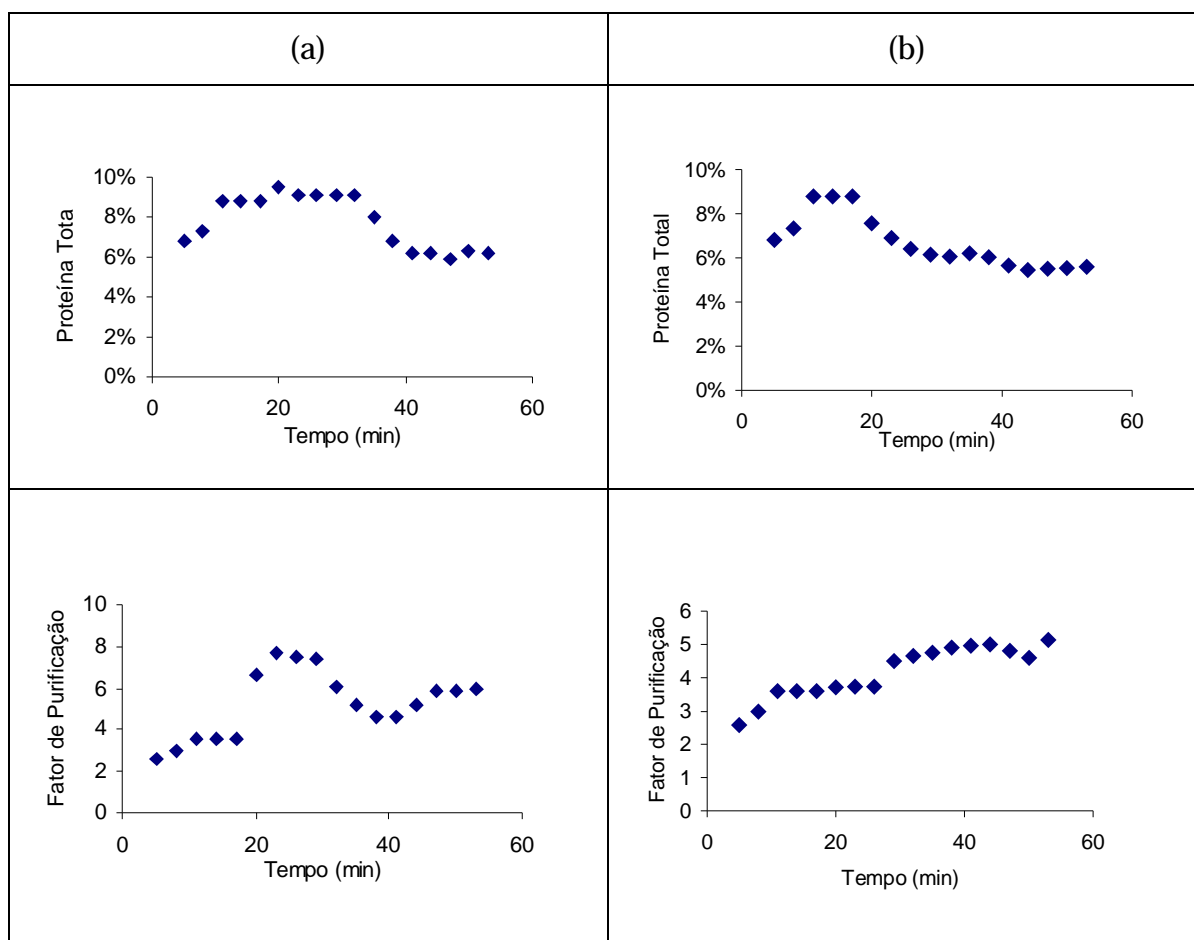 (a)
(b)
Proteína Tota
10%
8%
6%
4%
2%
0%
0 20 40 60
Tempo (min)
Proteína Total
10%
8%
6%
4%
2%
0%
0 20 40 60
Tempo (min)
Fator de Purificação
10
8
6
4
2
0
0 20 40 60
Tempo (min)
Fator de Purificação
6
5
4
3
2
1
0
0 20 40 60
Tempo (min)